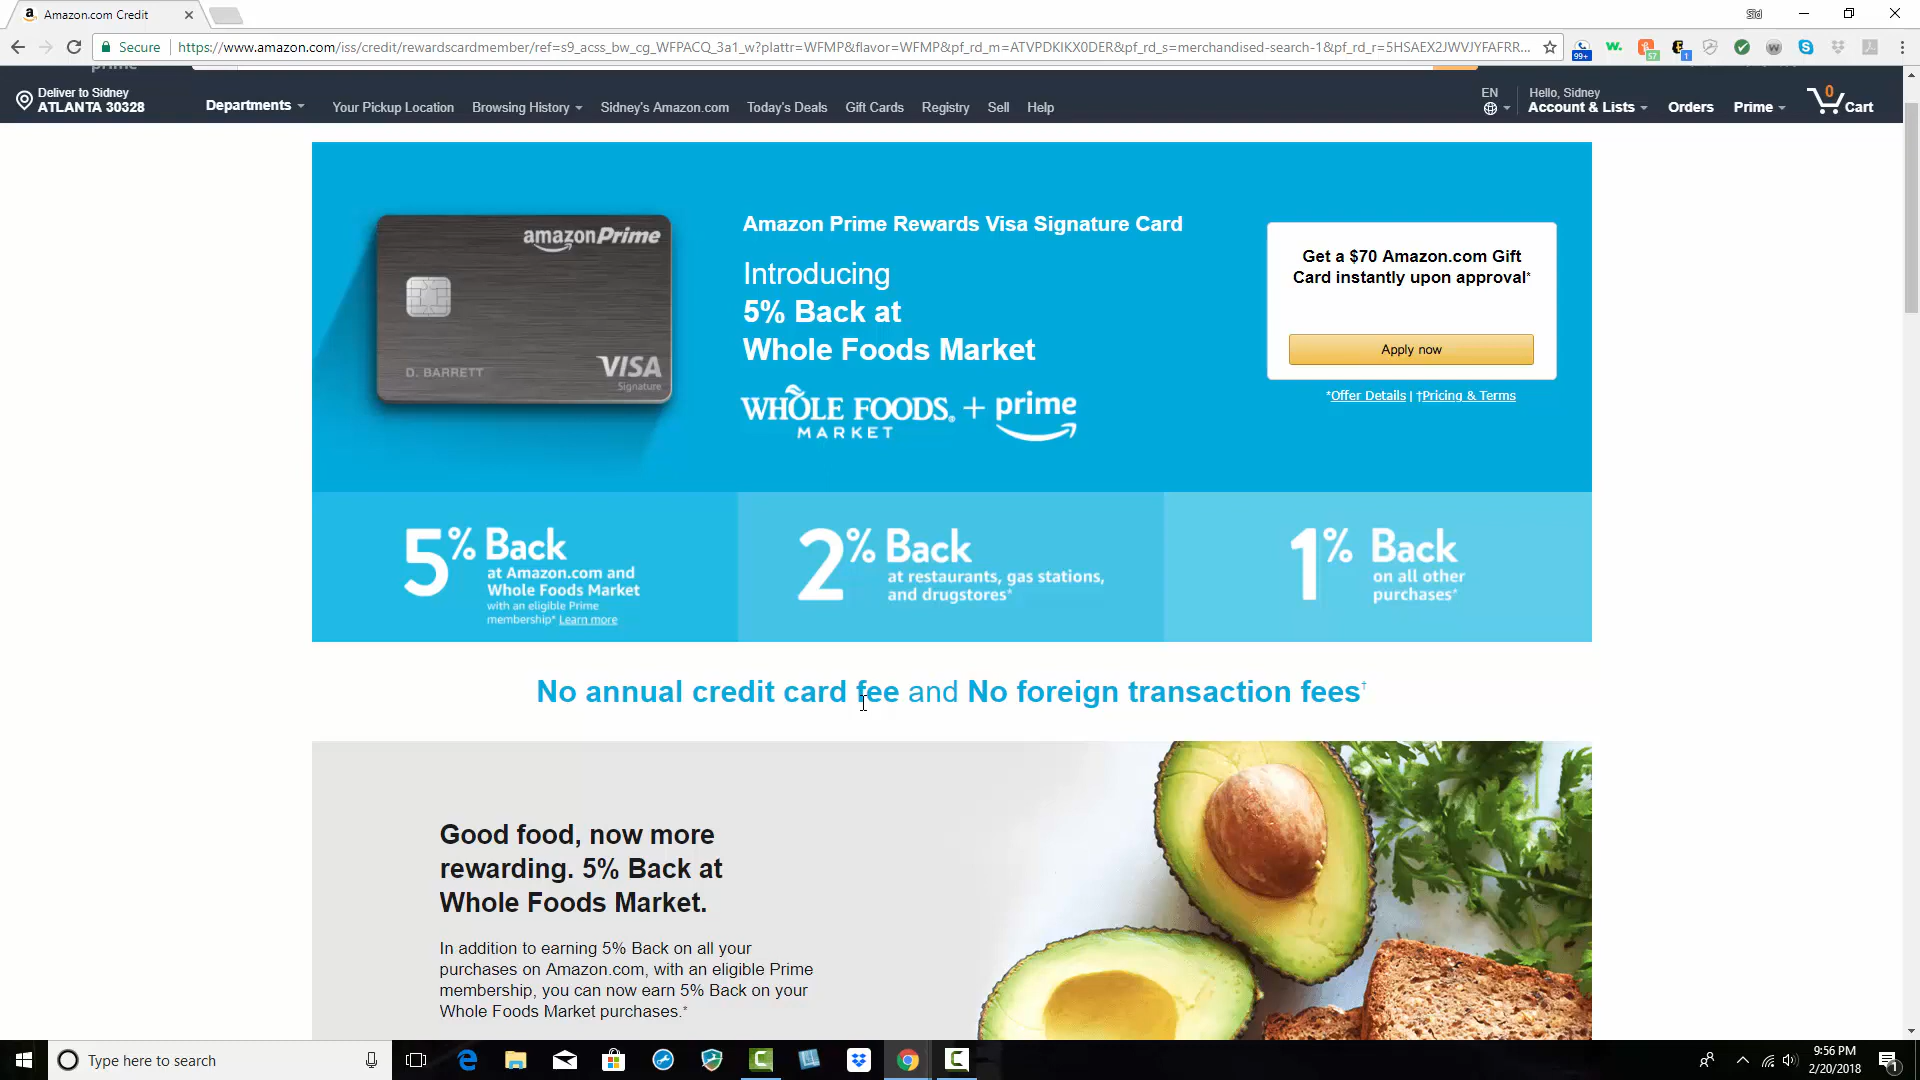 Amazon.com Credit
Sid
Secure
https://www.amazon.com/iss/credit/rewardscardmember/ref=s9_acss_bw_cg_WFPACQ_3a1_w?plattr=WFMP&flavor=WFMP&pf_rd_m=ATVPDKIKX0DER&pf_rd_s=merchandised-search-1&pf_rd_r=5HSAEX2JWVJYFAFRR...
99+
w.
57
1
prime
Deliver to Sidney
ATLANTA 30328
Departments
Your Pickup Location
Browsing History
Sidney's Amazon.com
Today's Deals
Gift Cards
Registry
Sell
Help
EN
Hello, Sidney
Account & Lists
Orders
Prime
0
Cart
amazonPrime
D. BARRETT
VISA
Signature
Amazon Prime Rewards Visa Signature Card
Introducing
5% Back at
Whole Foods Market
WHOLE FOODS® + prime
MARKET
Get a $70 Amazon.com Gift
Card instantly upon approval*
Apply now
*Offer Details | †Pricing & Terms
5% Back
at Amazon.com and
Whole Foods Market
with an eligible Prime
membership* Learn more
2% Back
at restaurants, gas stations,
and drugstores*
1% Back
on all other
purchases*
No annual credit card fee and No foreign transaction fees†
Good food, now more
rewarding. 5% Back at
Whole Foods Market.
In addition to earning 5% Back on all your
purchases on Amazon.com, with an eligible Prime
membership, you can now earn 5% Back on your
Whole Foods Market purchases.*
Type here to search
9:56 PM
2/20/2018
1